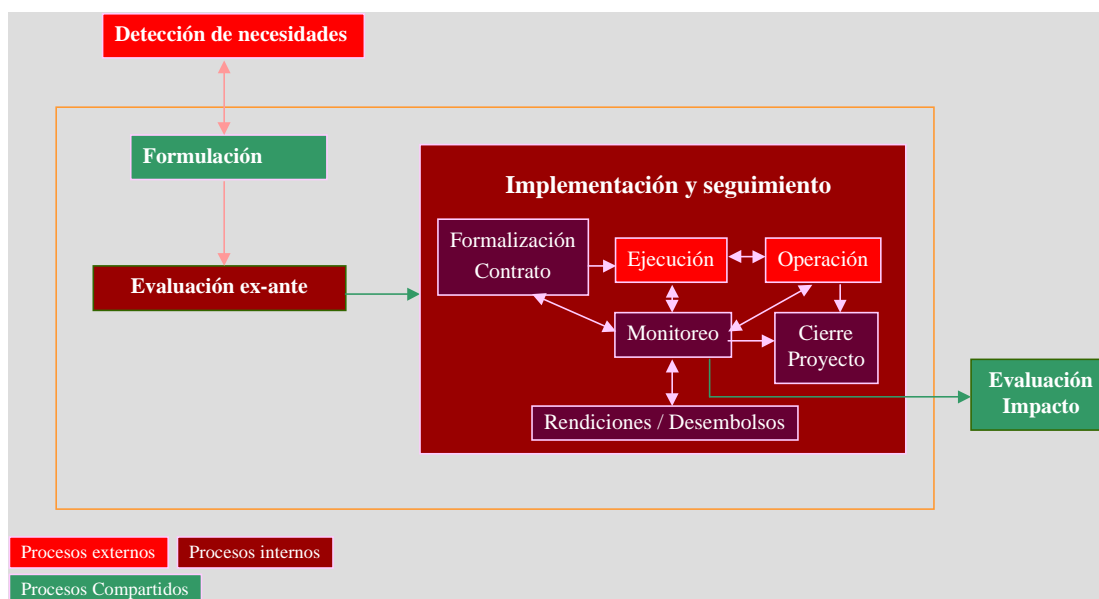 Detección de necesidades
Formulación
Evaluación ex-ante
Implementación y seguimiento
Formalización
Contrato
Ejecución
Operación
Monitoreo
Cierre
Proyecto
Rendiciones / Desembolsos
Evaluación
Impacto
Procesos externos
Procesos internos
Procesos Compartidos